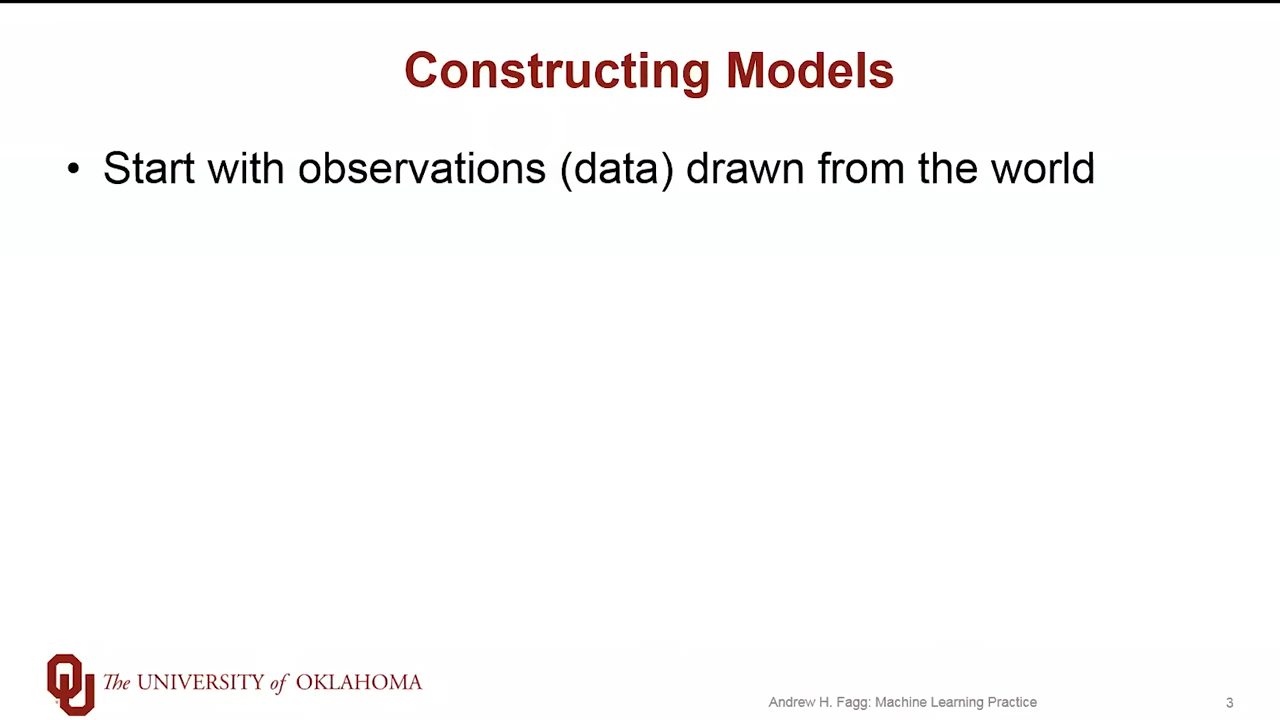 Constructing Models
• Start with observations (data) drawn from the world
OU The UNIVERSITY of OKLAHOMA
Andrew H. Fagg: Machine Learning Practice
3